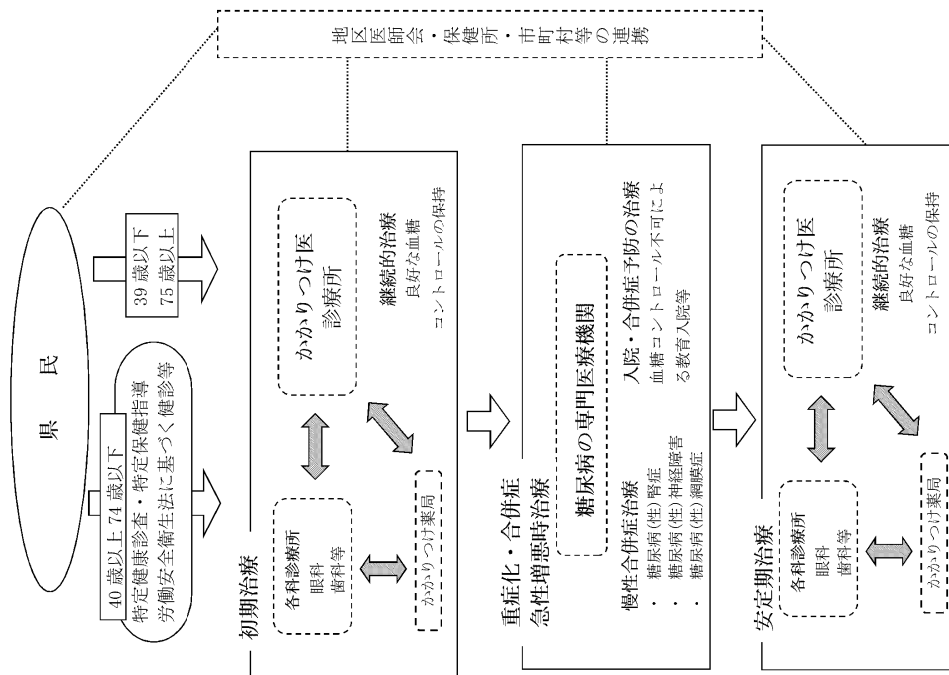 県　民
40 歳以上 74 歳以下
特定健康診査・特定保健指導
労働安全衛生法に基づく健診等
39 歳以下
75 歳以上
地区医師会・保健所・市町村等の連携
初期治療
各科診療所
眼科
歯科等
かかりつけ医
診療所
継続的治療
良好な血糖
コントロールの保持
かかりつけ薬局
重症化・合併症
急性増悪時治療
糖尿病の専門医療機関
慢性合併症治療
・ 糖尿病(性)腎症
・ 糖尿病(性)神経障害
・ 糖尿病(性)網膜症
入院・合併症予防の治療
血糖コントロール不可によ
る教育入院等
安定期治療
各科診療所
眼科
歯科等
かかりつけ医
診療所
継続的治療
良好な血糖
コントロールの保持
かかりつけ薬局